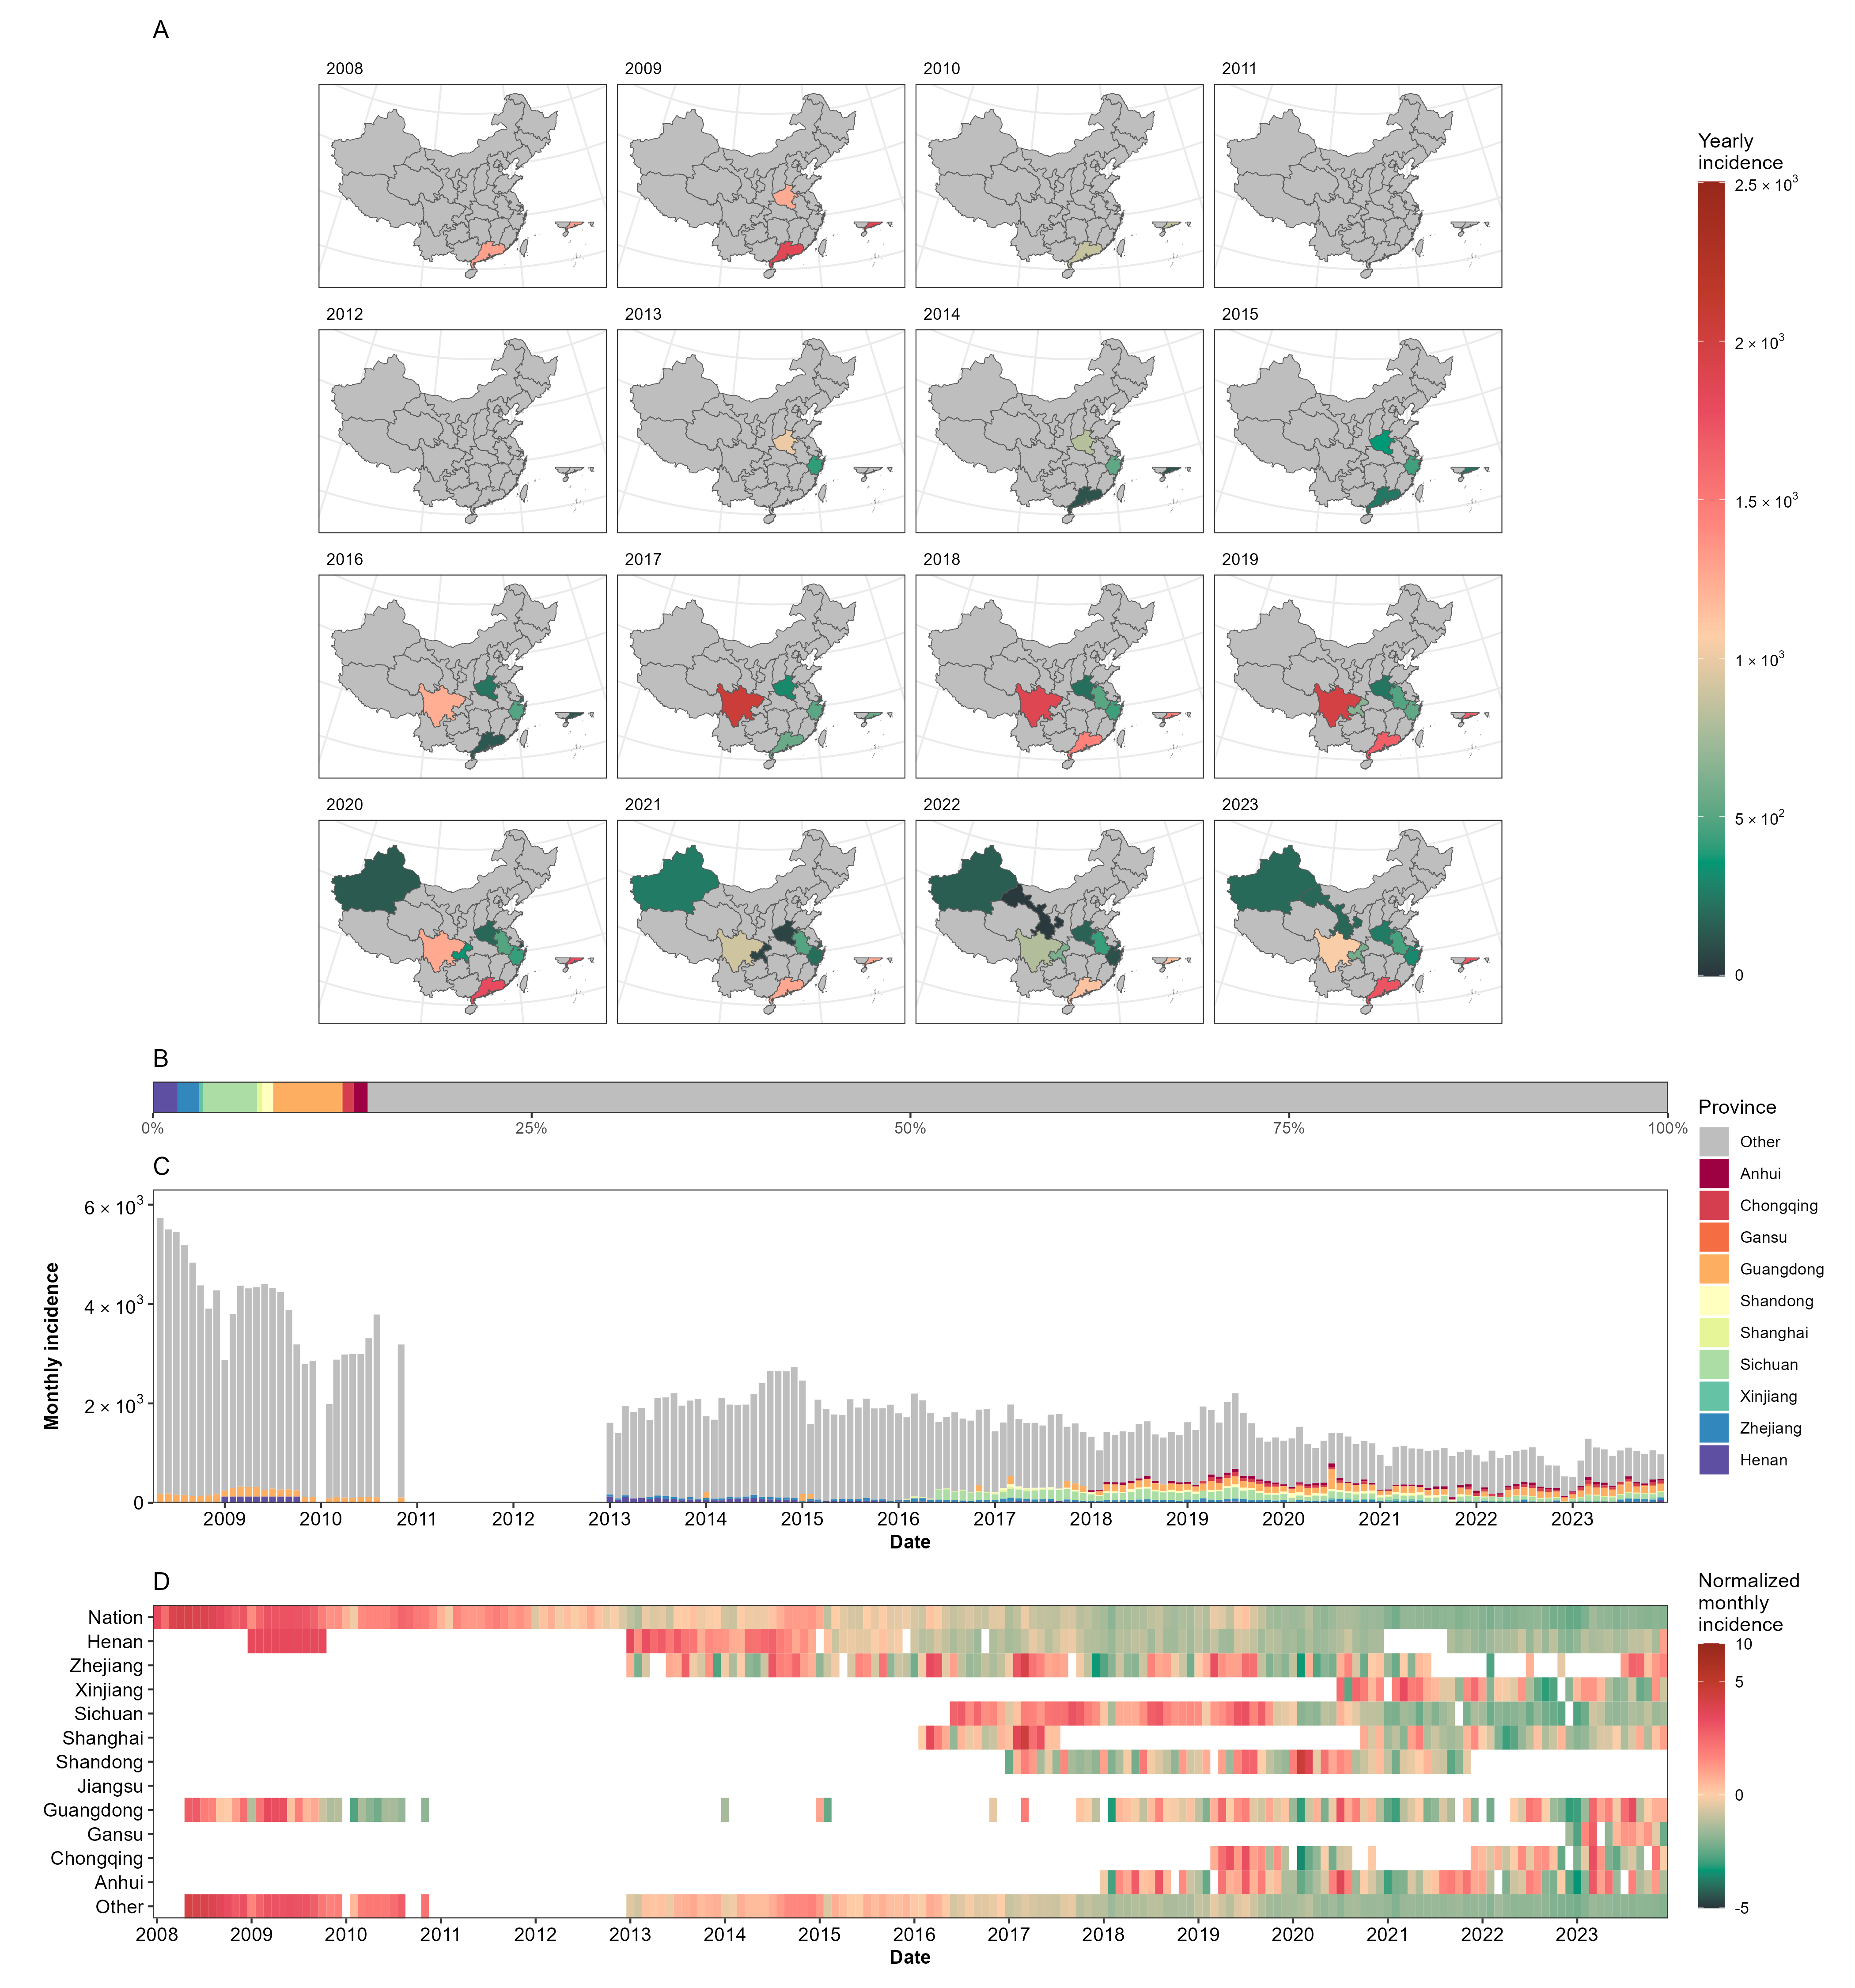 A
2008
2009
2010
2011
2012
2013
2014
2015
2016
2017
2018
2019
2020
2021
2022
2023
Yearly
incidence
2.5 × 10³
2 × 10³
1.5 × 10³
1 × 10³
5 × 10²
0
B
0%
25%
50%
75%
100%
Province
Other
Anhui
Chongqing
Gansu
Guangdong
Shandong
Shanghai
Sichuan
Xinjiang
Zhejiang
Henan
C
Monthly incidence
6 × 10³
4 × 10³
2 × 10³
0
2009
2010
2011
2012
2013
2014
2015
2016
2017
2018
2019
2020
2021
2022
2023
Date
D
Nation
Henan
Zhejiang
Xinjiang
Sichuan
Shanghai
Shandong
Jiangsu
Guangdong
Gansu
Chongqing
Anhui
Other
2008
2009
2010
2011
2012
2013
2014
2015
2016
2017
2018
2019
2020
2021
2022
2023
Date
Normalized
monthly
incidence
10
5
0
-5